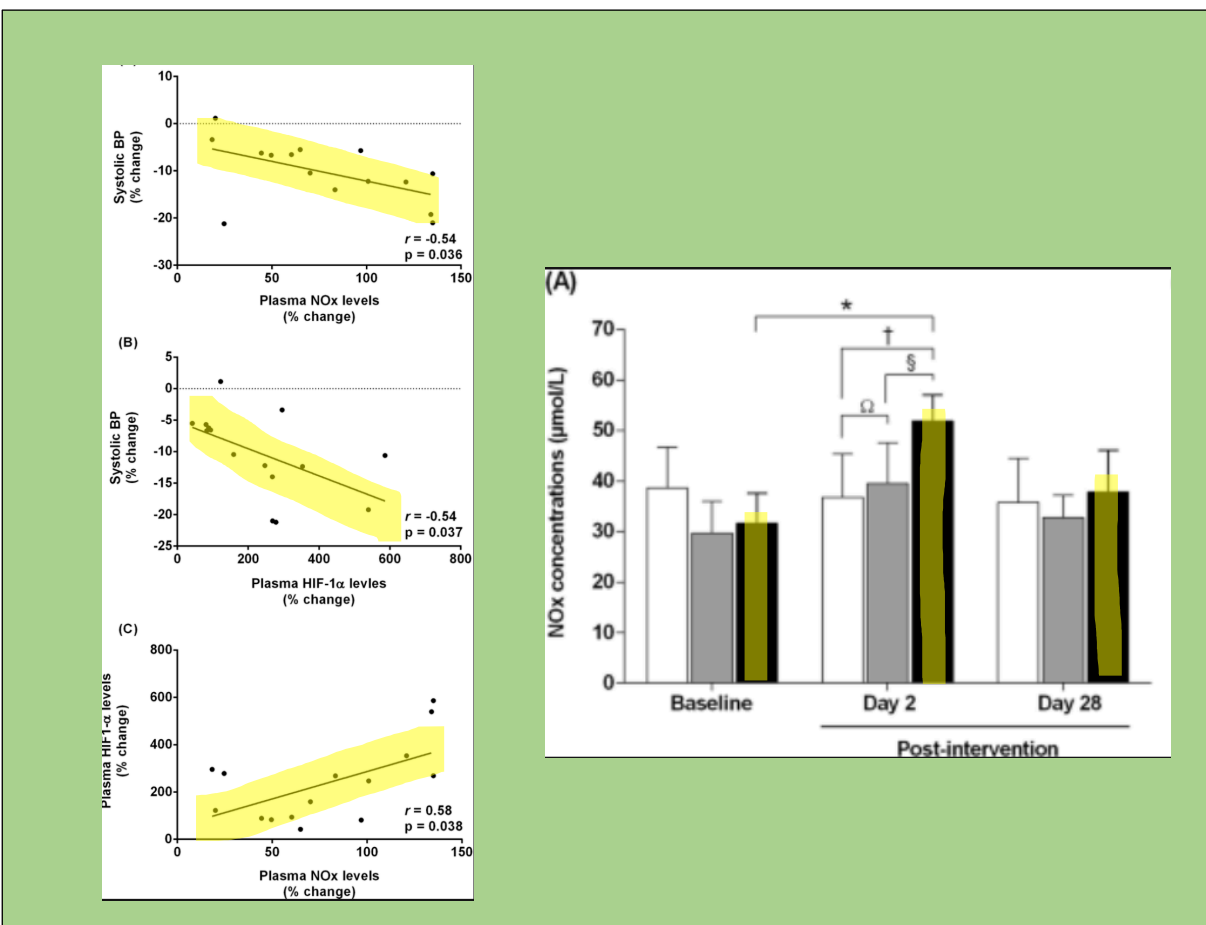 10
0
-10
-20
-30
Systolic BP
(% change)
r = -0.54
p = 0.036
0
50
100
150
Plasma NOx levels
(% change)
(B)
5
0
-5
-10
-15
-20
-25
Systolic BP
(% change)
r = -0.54
p = 0.037
0
200
400
600
800
Plasma HIF-1α levles
(% change)
(C)
800
600
400
200
0
Plasma HIF1-α levels
(% change)
r = 0.58
p = 0.038
0
50
100
150
Plasma NOx levels
(% change)
(A)
70
60
50
40
30
20
10
0
NOx concentrations (μmol/L)
*
†
§
Ω
Baseline
Day 2
Day 28
Post-intervention